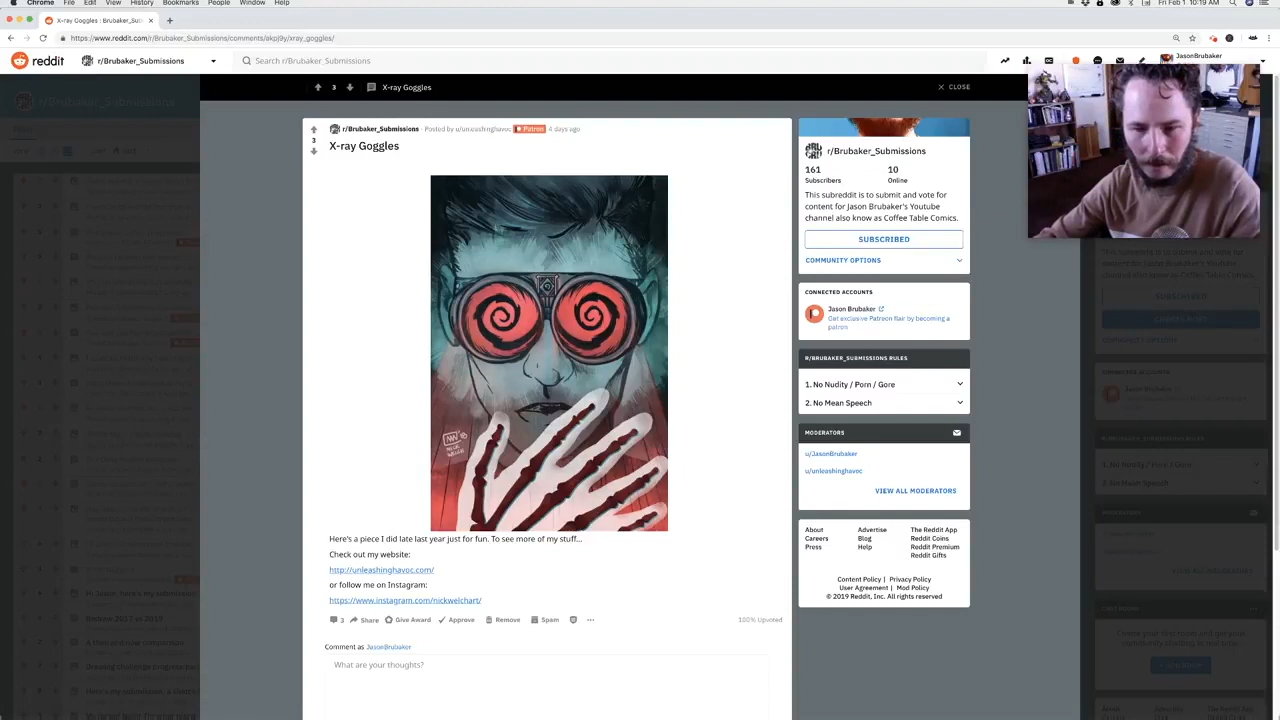 Chrome File Edit View History Bookmarks People Window Help
Fri Feb 1 10:19 AM
X-ray Goggles : Brubaker_Sub
https://www.reddit.com/r/Brubaker_Submissions/comments/akpj9y/xray_goggles/
reddit r/Brubaker_Submissions Search r/Brubaker_Submissions JasonBrubaker
3 X-ray Goggles CLOSE
r/Brubaker_Submissions Posted by u/unleashinghavoc Patron 4 days ago
3
X-ray Goggles
NICK
Here's a piece I did late last year just for fun. To see more of my stuff...
Check out my website:
http://unleashinghavoc.com/
or follow me on Instagram:
https://www.instagram.com/nickwelchart/
3 Share Give Award Approve Remove Spam 100% Upvoted
Comment as JasonBrubaker
What are your thoughts?
r/Brubaker_Submissions
161 10
Subscribers Online
This subreddit is to submit and vote for
content for Jason Brubaker's Youtube
channel also know as Coffee Table Comics.
SUBSCRIBED
COMMUNITY OPTIONS
CONNECTED ACCOUNTS
Jason Brubaker
Get exclusive Patreon flair by becoming a
patron
R/BRUBAKER_SUBMISSIONS RULES
1. No Nudity / Porn / Gore
2. No Mean Speech
MODERATORS
u/JasonBrubaker
u/unleashinghavoc
VIEW ALL MODERATORS
About Advertise The Reddit App
Careers Blog Reddit Coins
Press Help Reddit Premium
Reddit Gifts
Content Policy | Privacy Policy
User Agreement | Mod Policy
© 2019 Reddit, Inc. All rights reserved